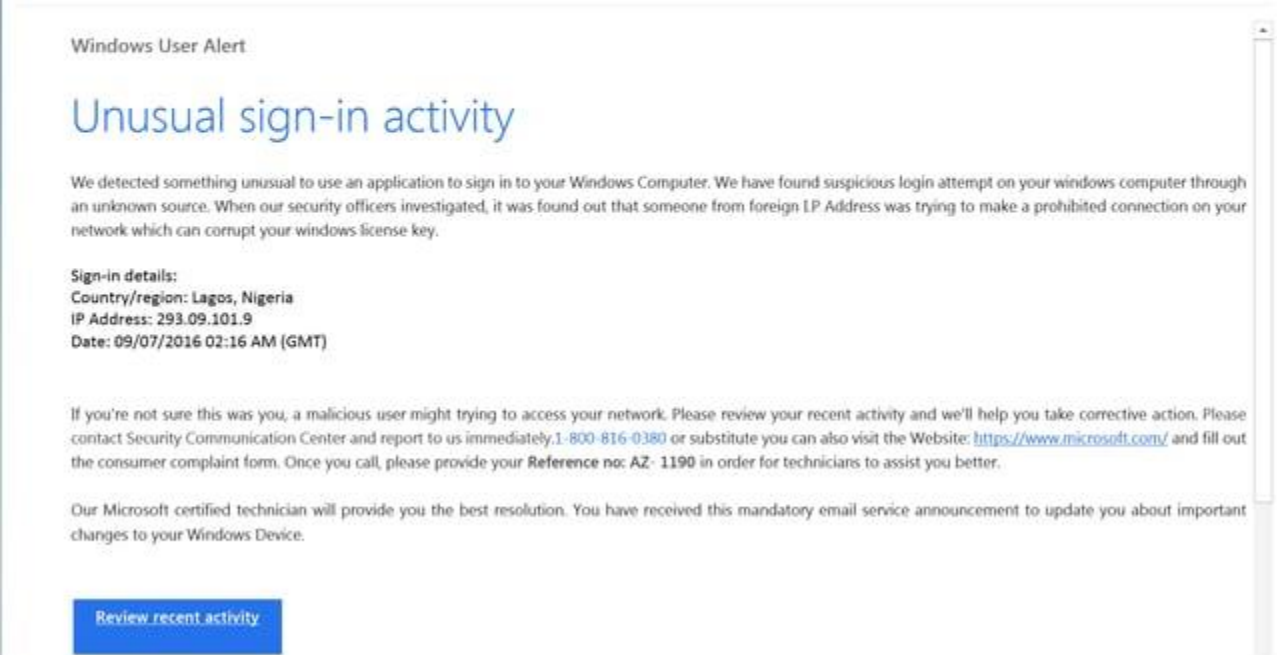 Windows User Alert
Unusual sign-in activity
We detected something unusual to use an application to sign in to your Windows Computer. We have found suspicious login attempt on your windows computer through
an unknown source. When our security officers investigated, it was found out that someone from foreign I.P Address was trying to make a prohibited connection on your
network which can corrupt your windows license key.
Sign-in details:
Country/region: Lagos, Nigeria
IP Address: 293.09.101.9
Date: 09/07/2016 02:16 AM (GMT)
If you're not sure this was you, a malicious user might trying to access your network. Please review your recent activity and we'll help you take corrective action. Please
contact Security Communication Center and report to us immediately.1-800-816-0380 or substitute you can also visit the Website: https://www.microsoft.com/ and fill out
the consumer complaint form. Once you call, please provide your Reference no: AZ- 1190 in order for technicians to assist you better.
Our Microsoft certified technician will provide you the best resolution. You have received this mandatory email service announcement to update you about important
changes to your Windows Device.
Review recent activity